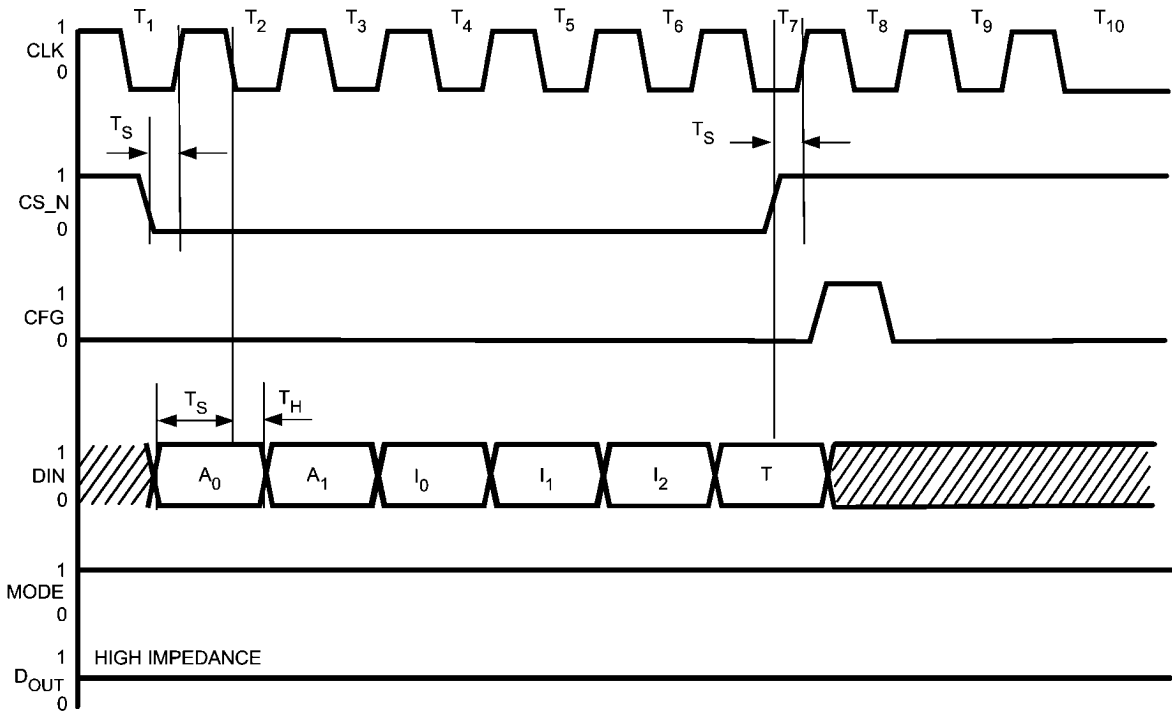 T1 T2 T3 T4 T5 T6 T7 T8 T9 T10
1
CLK
0
TS TS
1
CS_N
0
1
CFG
0
TS TH
1
DIN A0 A1 I0 I1 I2 T
0
1
MODE
0
1 HIGH IMPEDANCE
DOUT
0